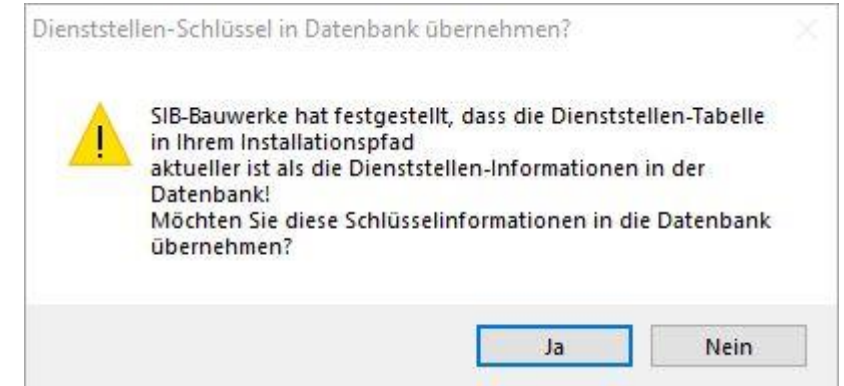 Dienststellen-Schlüssel in Datenbank übernehmen?
SIB-Bauwerke hat festgestellt, dass die Dienststellen-Tabelle
in Ihrem Installationspfad
aktueller ist als die Dienststellen-Informationen in der
Datenbank!
Möchten Sie diese Schlüsselinformationen in die Datenbank
übernehmen?
Ja
Nein